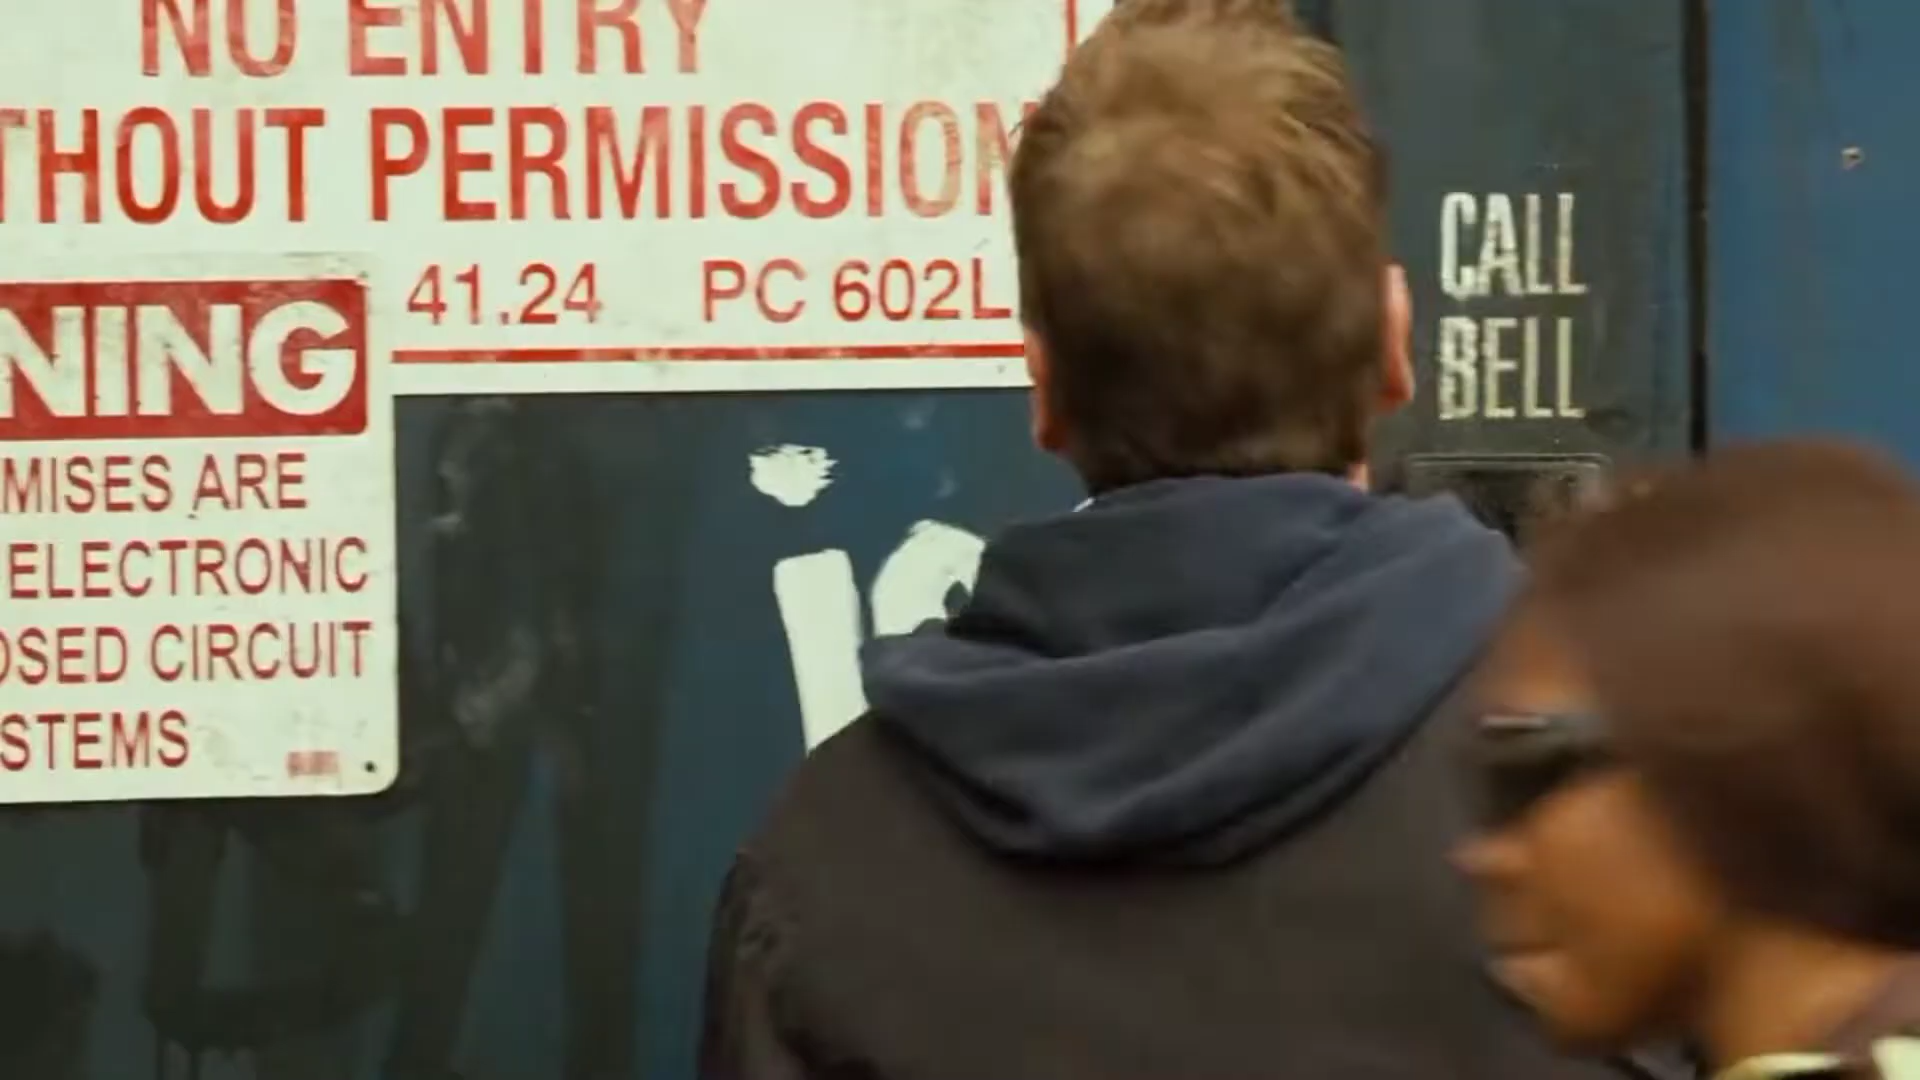 NO ENTRY
THOUT PERMISSION
41.24 PC 602L
NING
MISES ARE
ELECTRONIC
OSED CIRCUIT
STEMS
CALL
BELL